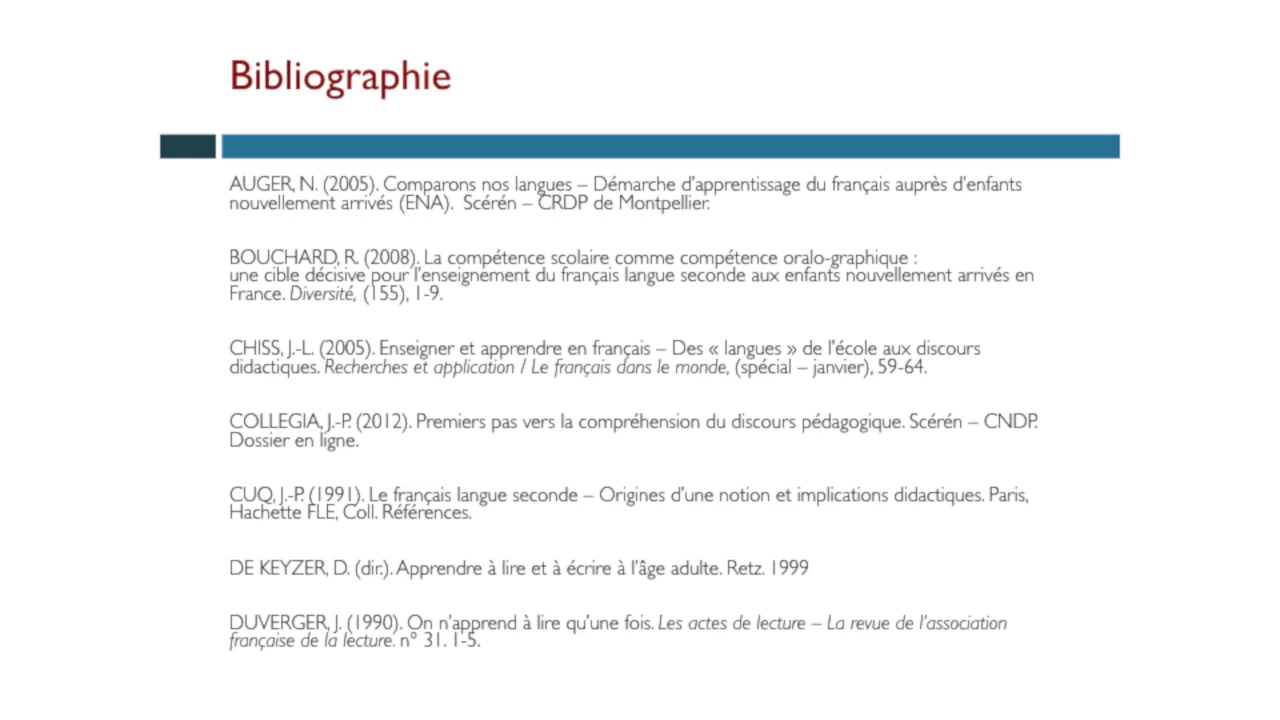 Bibliographie
AUGER, N. (2005). Comparons nos langues – Démarche d'apprentissage du français auprès d'enfants
nouvellement arrivés (ENA).  Scérén – CRDP de Montpellier.
BOUCHARD, R. (2008). La compétence scolaire comme compétence oralo-graphique :
une cible décisive pour l'enseignement du français langue seconde aux enfants nouvellement arrivés en
France. Diversité, (155), 1-9.
CHISS, J.-L. (2005). Enseigner et apprendre en français – Des « langues » de l'école aux discours
didactiques. Recherches et application / Le français dans le monde, (spécial – janvier), 59-64.
COLLEGIA, J.-P. (2012). Premiers pas vers la compréhension du discours pédagogique. Scérén – CNDP.
Dossier en ligne.
CUQ, J.-P. (1991). Le français langue seconde – Origines d'une notion et implications didactiques. Paris,
Hachette FLE, Coll. Références.
DE KEYZER, D. (dir.). Apprendre à lire et à écrire à l'âge adulte. Retz. 1999
DUVERGER, J. (1990). On n'apprend à lire qu'une fois. Les actes de lecture – La revue de l'association
française de la lecture. n° 31. 1-5.